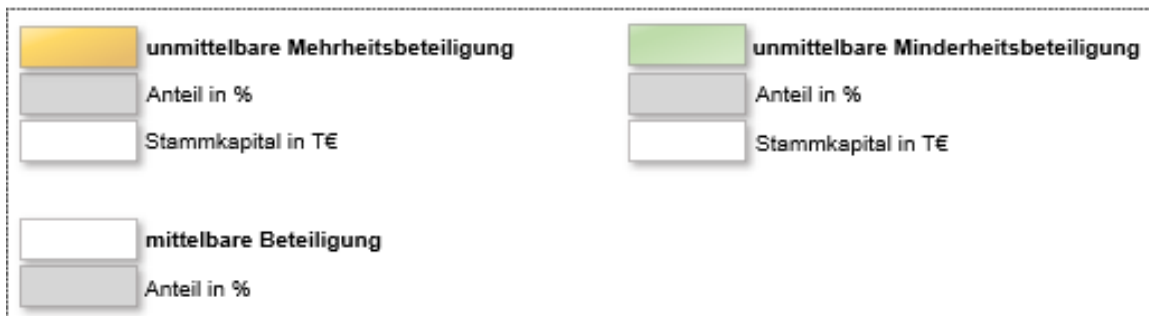 unmittelbare Mehrheitsbeteiligung
Anteil in %
Stammkapital in T€
unmittelbare Minderheitsbeteiligung
Anteil in %
Stammkapital in T€
mittelbare Beteiligung
Anteil in %